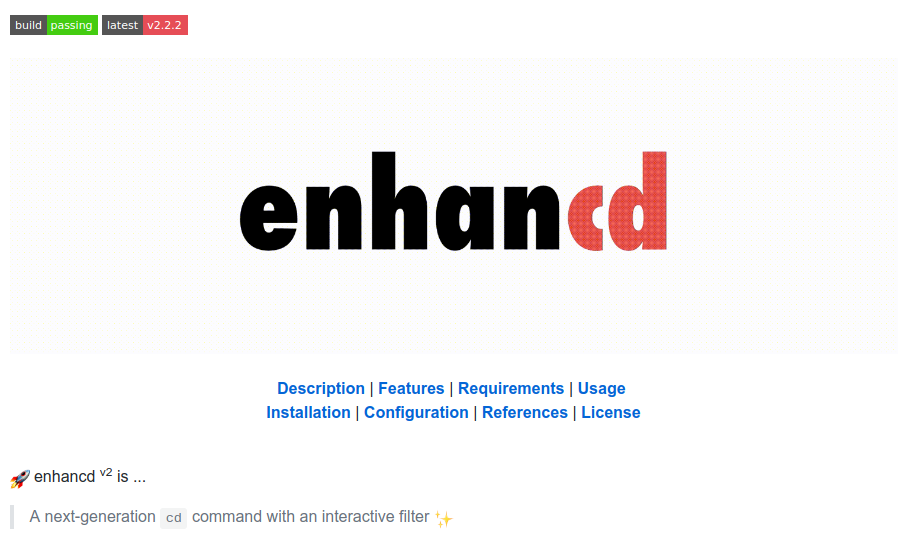 build passing latest v2.2.2
enhancd
Description | Features | Requirements | Usage
Installation | Configuration | References | License
🚀 enhancd v2 is ...
A next-generation cd command with an interactive filter ✨